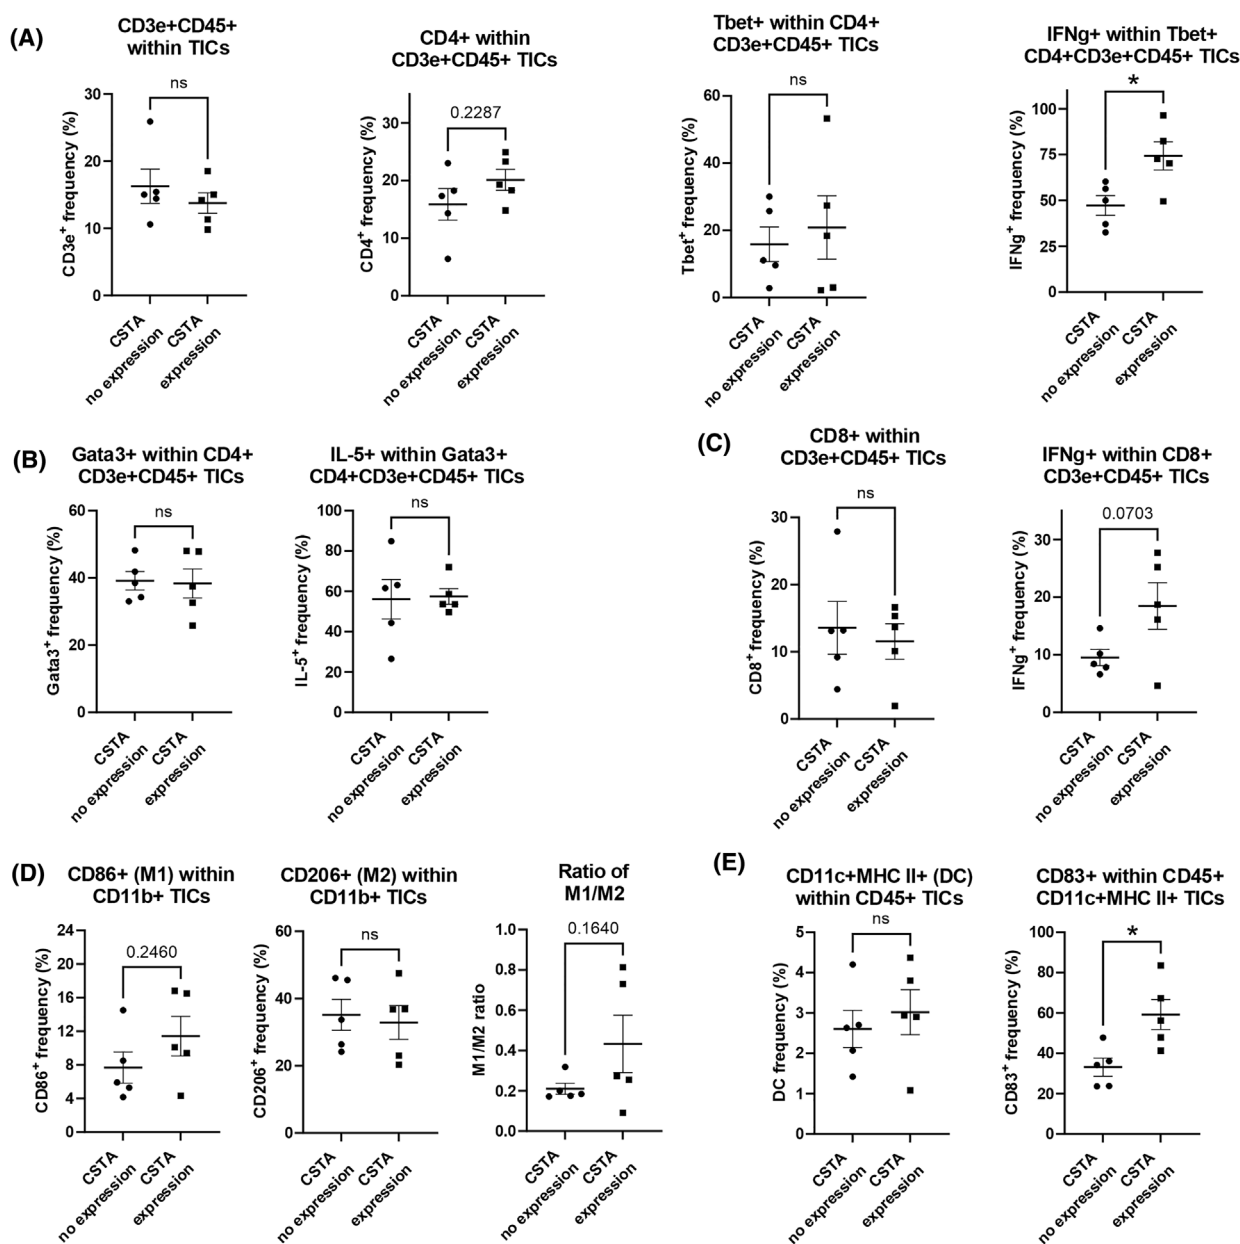 (A)
CD3e+CD45+
within TICs
ns
CD3e+ frequency (%)
30
20
10
0
CSTA
no expression
CSTA
expression
CD4+ within
CD3e+CD45+ TICs
0.2287
CD4+ frequency (%)
30
20
10
0
CSTA
no expression
CSTA
expression
Tbet+ within CD4+
CD3e+CD45+ TICs
ns
Tbet+ frequency (%)
60
40
20
0
CSTA
no expression
CSTA
expression
IFNg+ within Tbet+
CD4+CD3e+CD45+ TICs
*
IFNg+ frequency (%)
100
75
50
25
0
CSTA
no expression
CSTA
expression
(B)
Gata3+ within CD4+
CD3e+CD45+ TICs
ns
Gata3+ frequency (%)
60
40
20
0
CSTA
no expression
CSTA
expression
IL-5+ within Gata3+
CD4+CD3e+CD45+ TICs
ns
IL-5+ frequency (%)
100
80
60
40
20
0
CSTA
no expression
CSTA
expression
(C)
CD8+ within
CD3e+CD45+ TICs
ns
CD8+ frequency (%)
30
20
10
0
CSTA
no expression
CSTA
expression
IFNg+ within CD8+
CD3e+CD45+ TICs
0.0703
IFNg+ frequency (%)
30
20
10
0
CSTA
no expression
CSTA
expression
(D)
CD86+ (M1) within
CD11b+ TICs
0.2460
CD86+ frequency (%)
24
20
16
12
8
4
0
CSTA
no expression
CSTA
expression
CD206+ (M2) within
CD11b+ TICs
ns
CD206+ frequency (%)
60
40
20
0
CSTA
no expression
CSTA
expression
Ratio of
M1/M2
0.1640
M1/M2 ratio
1.0
0.8
0.6
0.4
0.2
0.0
CSTA
no expression
CSTA
expression
(E)
CD11c+MHC II+ (DC)
within CD45+ TICs
ns
DC frequency (%)
5
4
3
2
1
0
CSTA
no expression
CSTA
expression
CD83+ within CD45+
CD11c+MHC II+ TICs
*
CD83+ frequency (%)
100
80
60
40
20
0
CSTA
no expression
CSTA
expression